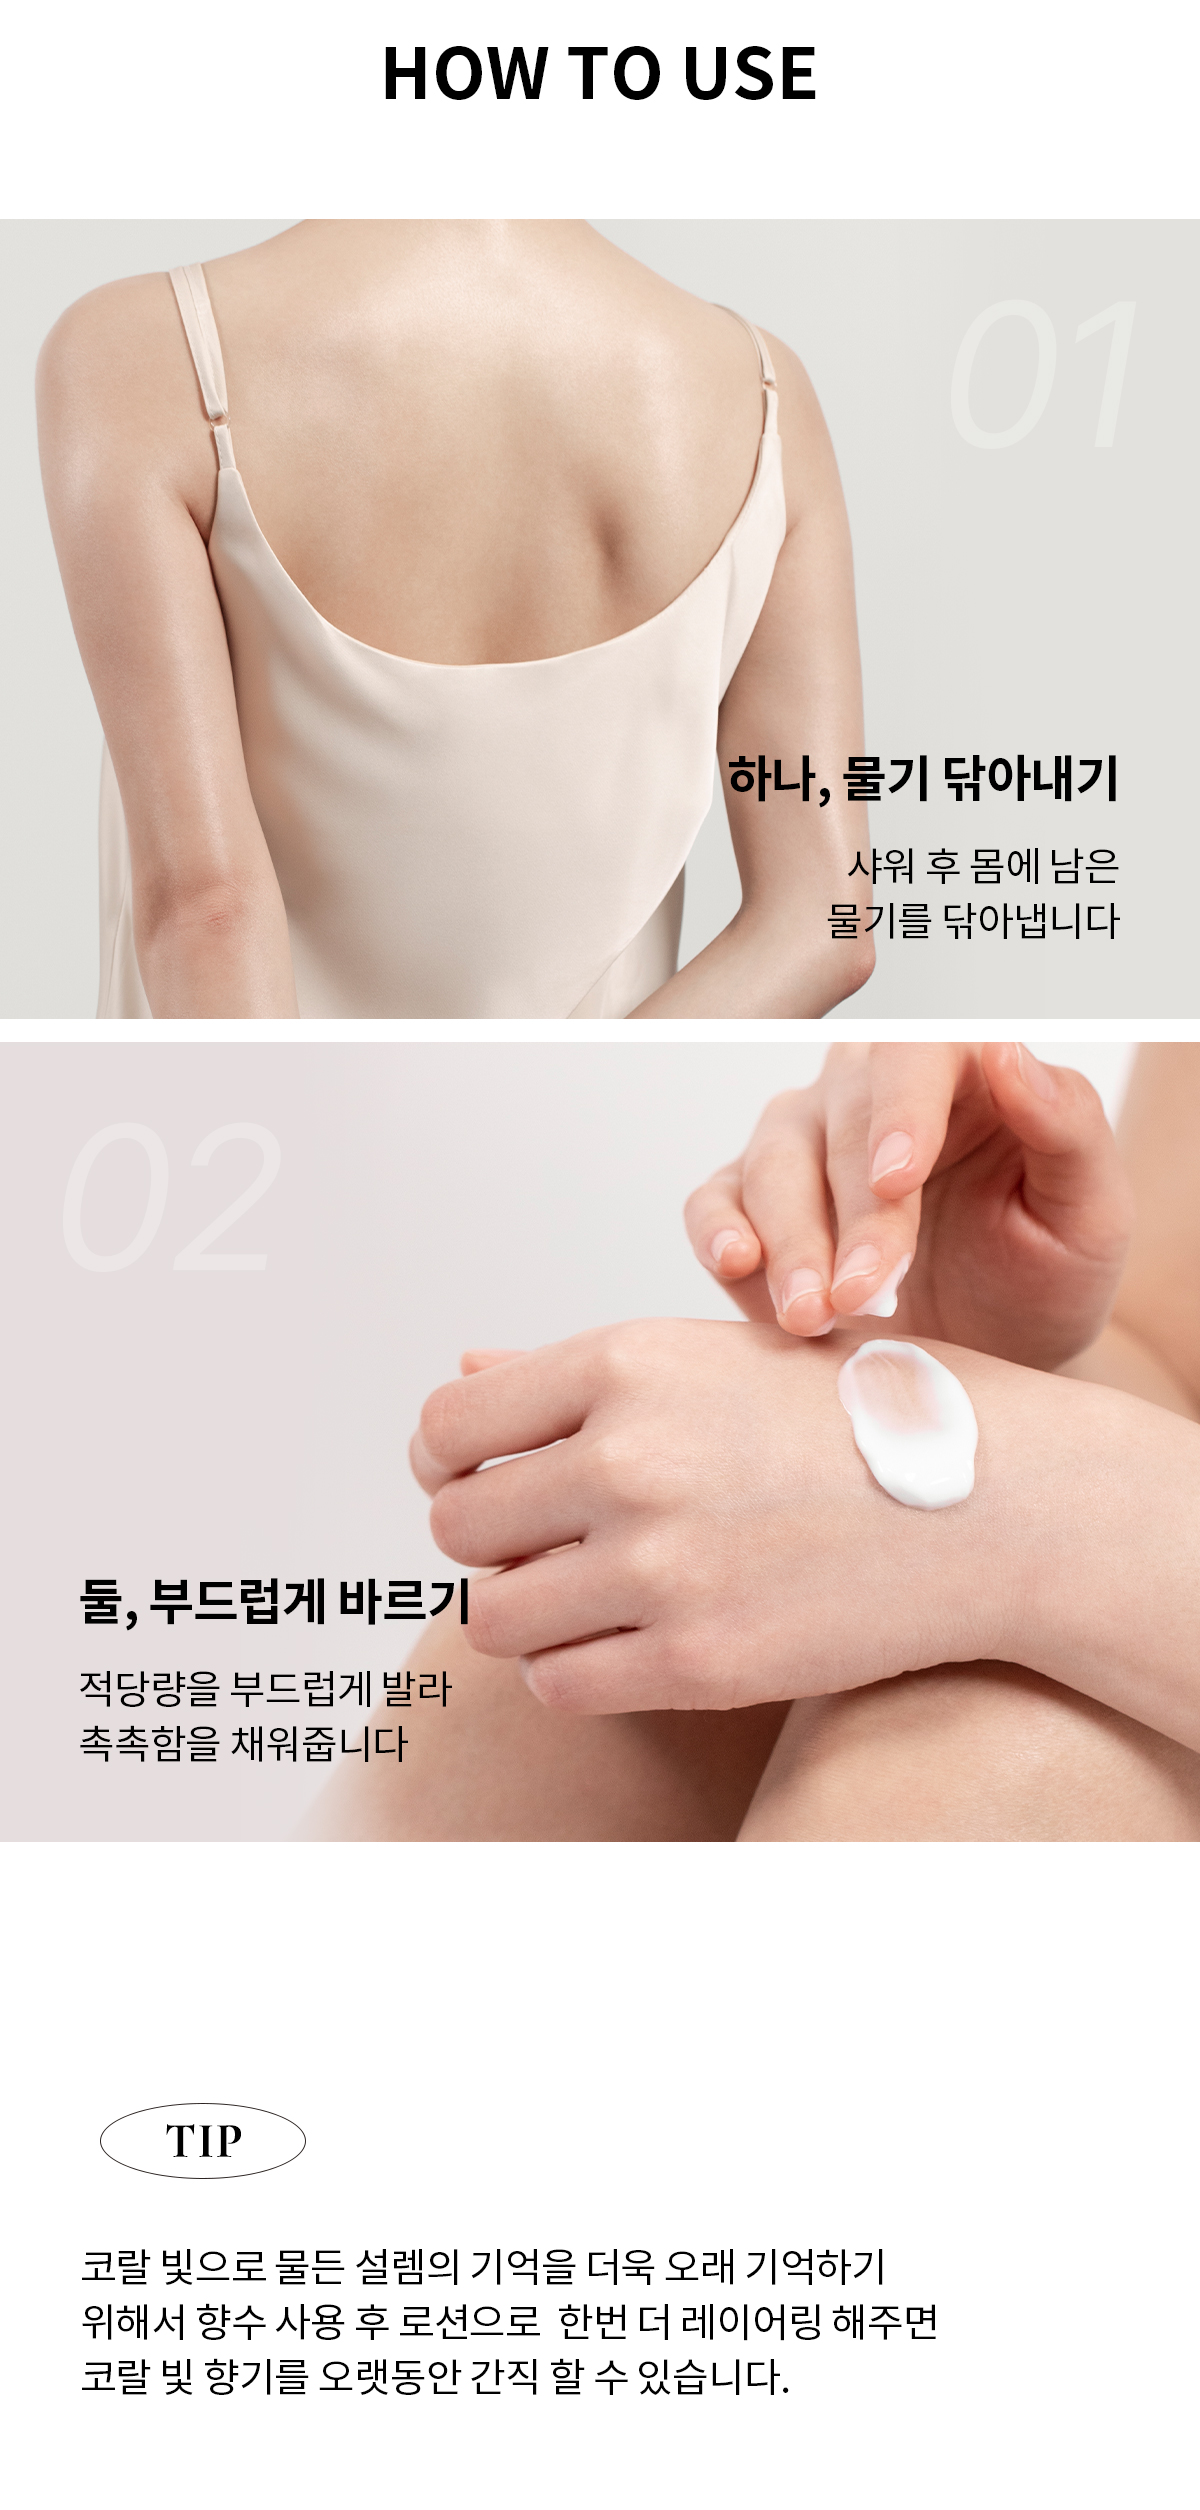 HOW TO USE
01
하나, 물기 닦아내기
샤워 후 몸에 남은
물기를 닦아냅니다
02
둘, 부드럽게 바르기
적당량을 부드럽게 발라
촉촉함을 채워줍니다
TIP
코랄 빛으로 물든 설렘의 기억을 더욱 오래 기억하기
위해서 향수 사용 후 로션으로 한번 더 레이어링 해주면
코랄 빛 향기를 오랫동안 간직 할 수 있습니다.